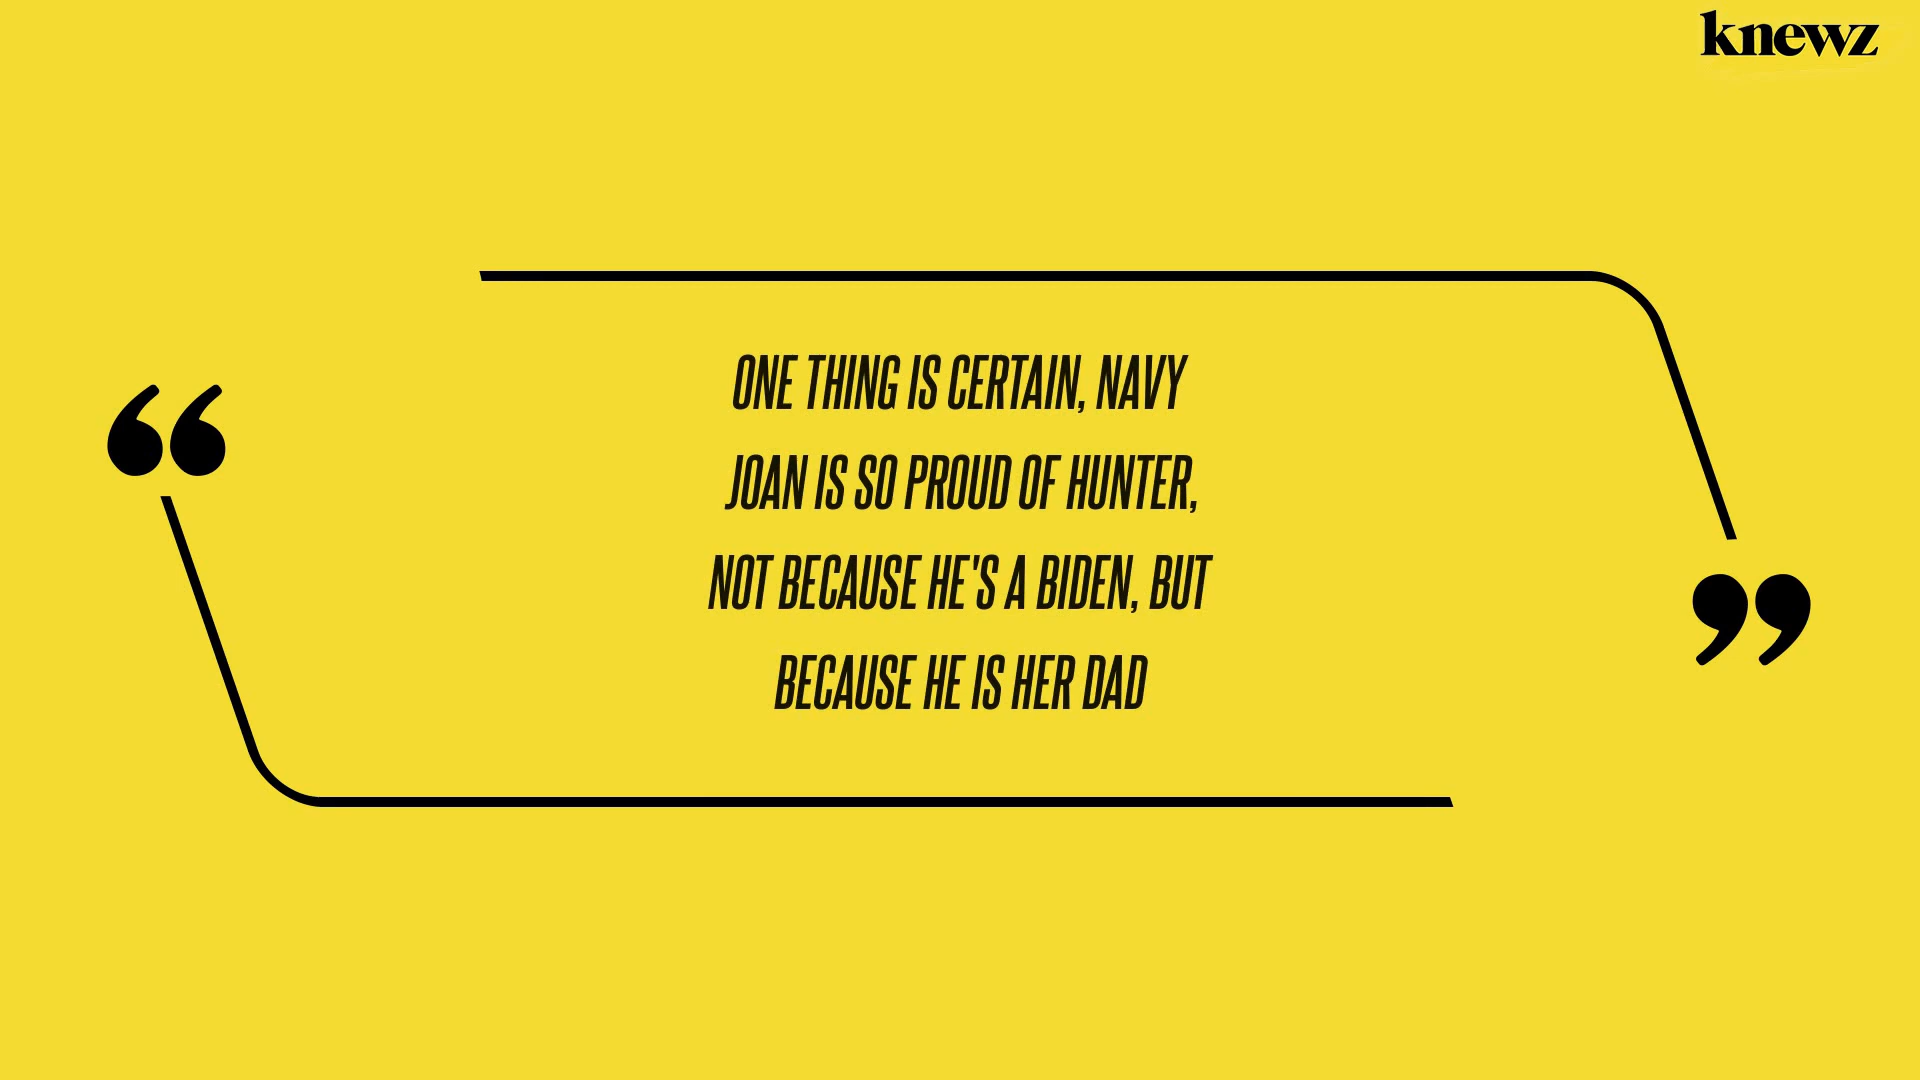 knewz
ONE THING IS CERTAIN, NAVY
JOAN IS SO PROUD OF HUNTER,
NOT BECAUSE HE'S A BIDEN, BUT
BECAUSE HE IS HER DAD